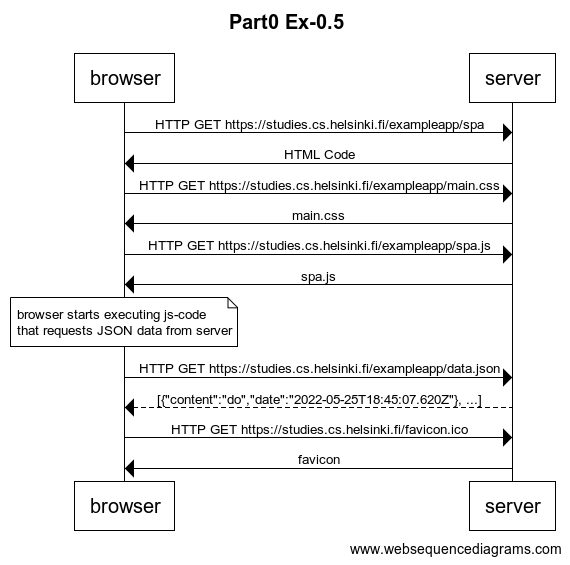 Part0 Ex-0.5
browser
server
HTTP GET https://studies.cs.helsinki.fi/exampleapp/spa
HTML Code
HTTP GET https://studies.cs.helsinki.fi/exampleapp/main.css
main.css
HTTP GET https://studies.cs.helsinki.fi/exampleapp/spa.js
spa.js
browser starts executing js-code
that requests JSON data from server
HTTP GET https://studies.cs.helsinki.fi/exampleapp/data.json
[{"content":"do","date":"2022-05-25T18:45:07.620Z"}, ...]
HTTP GET https://studies.cs.helsinki.fi/favicon.ico
favicon
browser
server
www.websequencediagrams.com